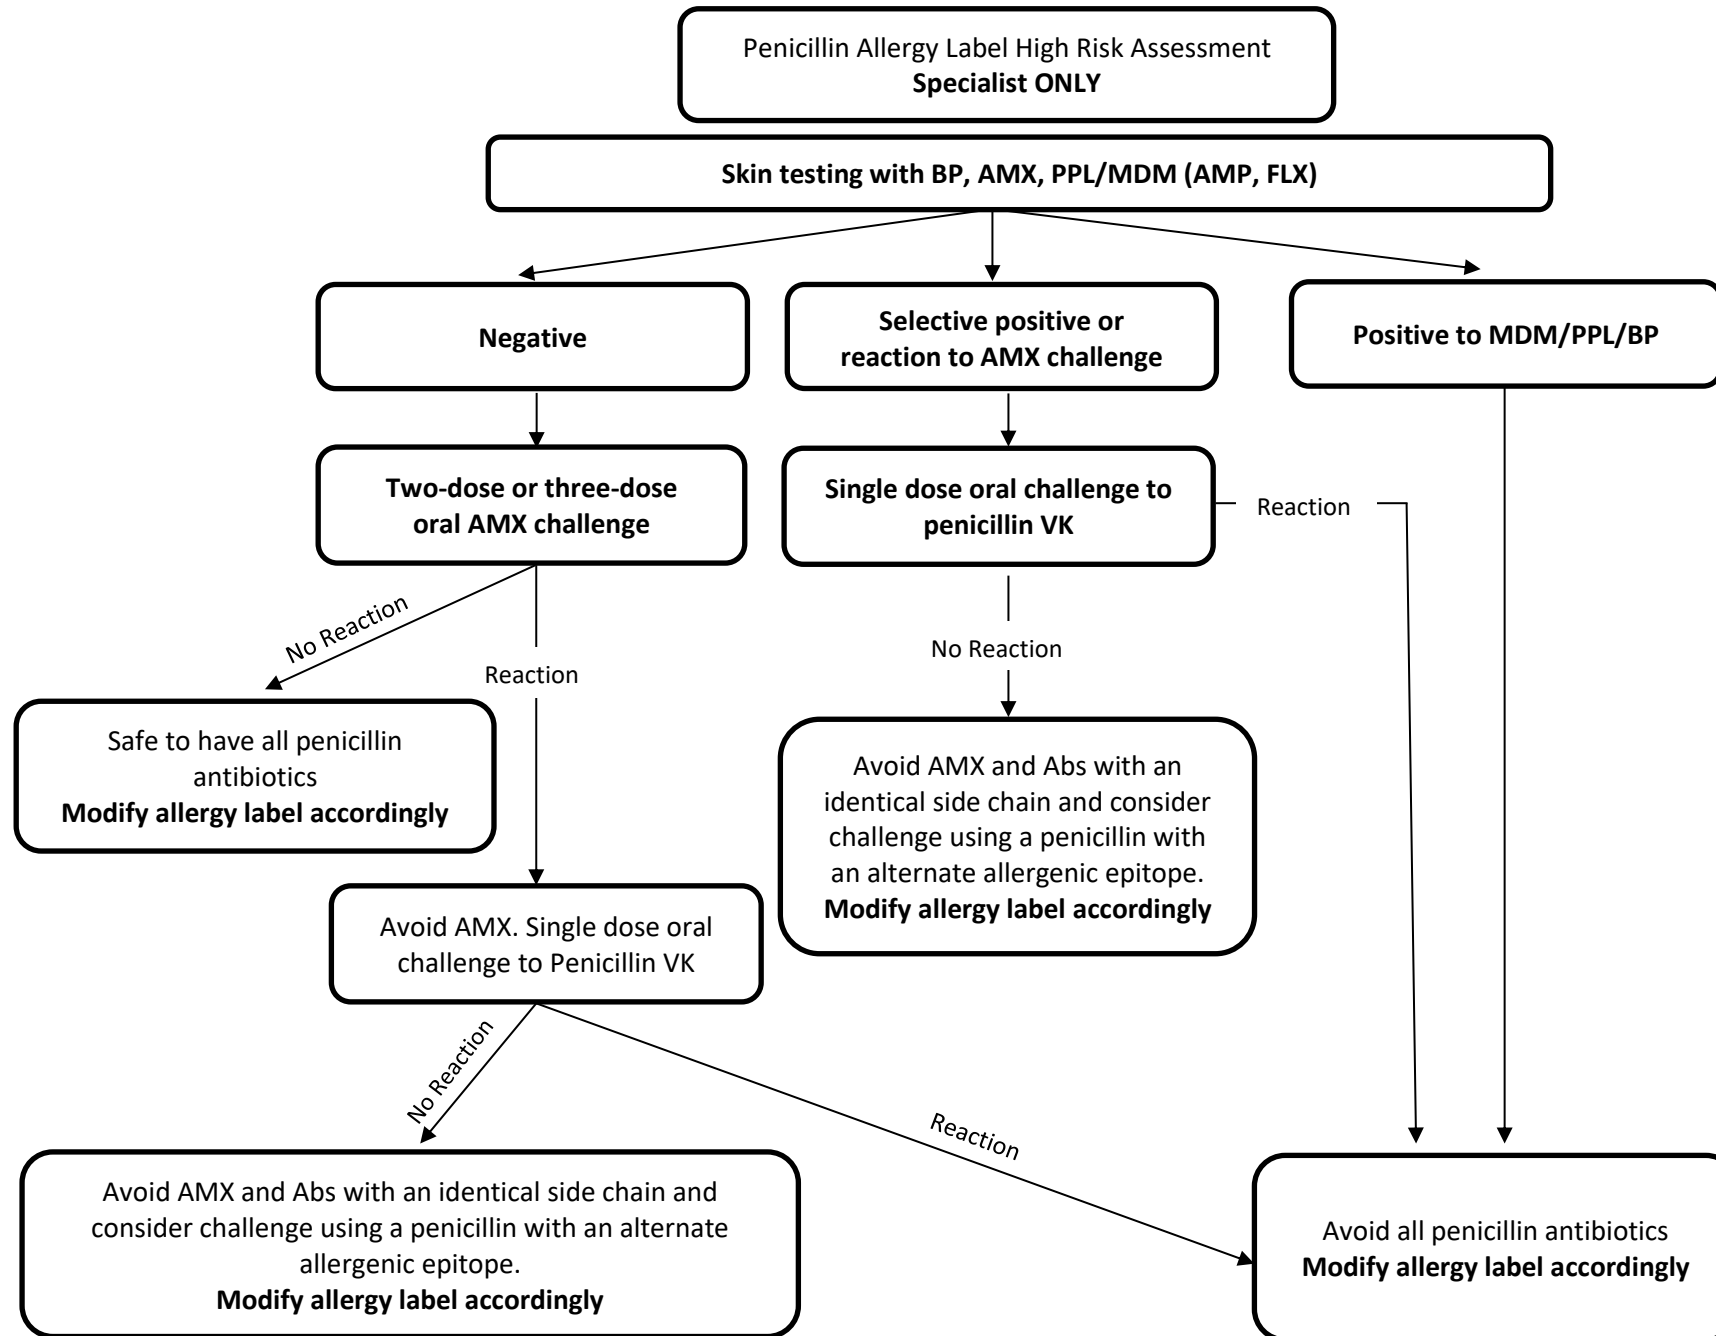 Penicillin Allergy Label High Risk Assessment
Specialist ONLY
Skin testing with BP, AMX, PPL/MDM (AMP, FLX)
Negative
Selective positive or
reaction to AMX challenge
Positive to MDM/PPL/BP
Two-dose or three-dose
oral AMX challenge
Single dose oral challenge to
penicillin VK
Reaction
No Reaction
Reaction
No Reaction
Safe to have all penicillin
antibiotics
Modify allergy label accordingly
Avoid AMX and Abs with an
identical side chain and consider
challenge using a penicillin with
an alternate allergenic epitope.
Modify allergy label accordingly
Avoid AMX. Single dose oral
challenge to Penicillin VK
No Reaction
Reaction
Avoid AMX and Abs with an identical side chain and
consider challenge using a penicillin with an alternate
allergenic epitope.
Modify allergy label accordingly
Avoid all penicillin antibiotics
Modify allergy label accordingly